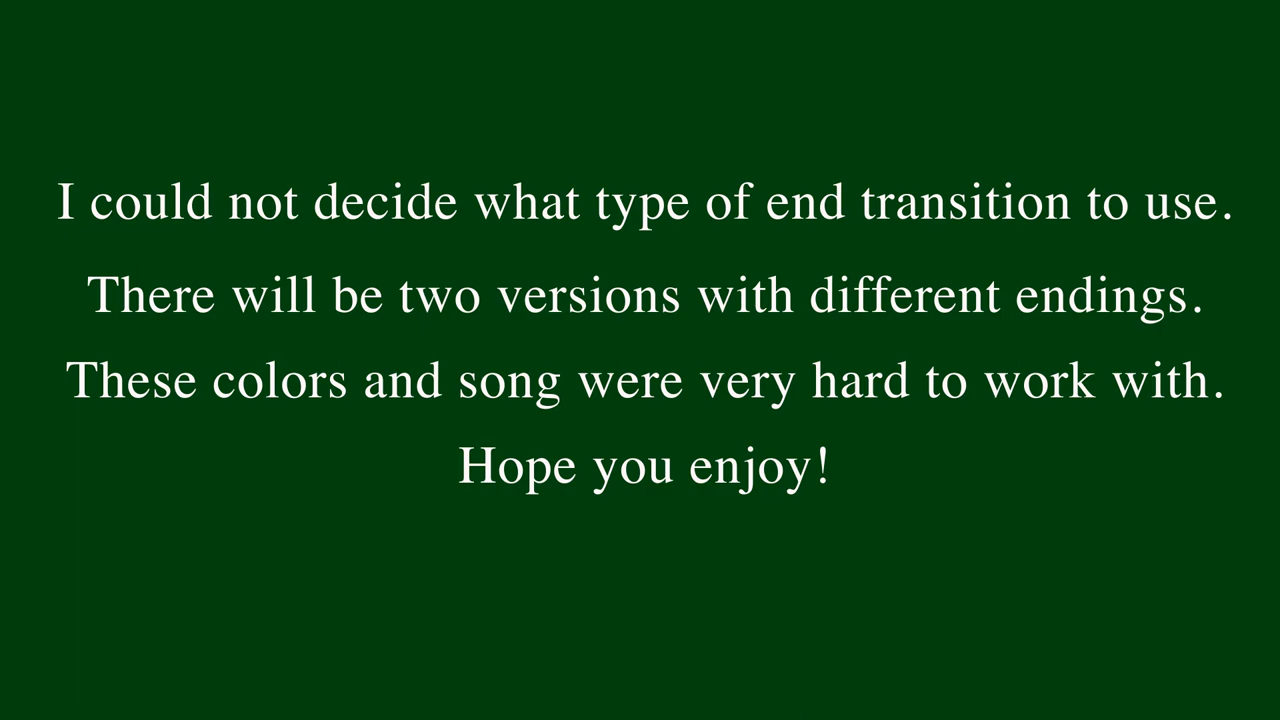 I could not decide what type of end transition to use.
There will be two versions with different endings.
These colors and song were very hard to work with.
Hope you enjoy!